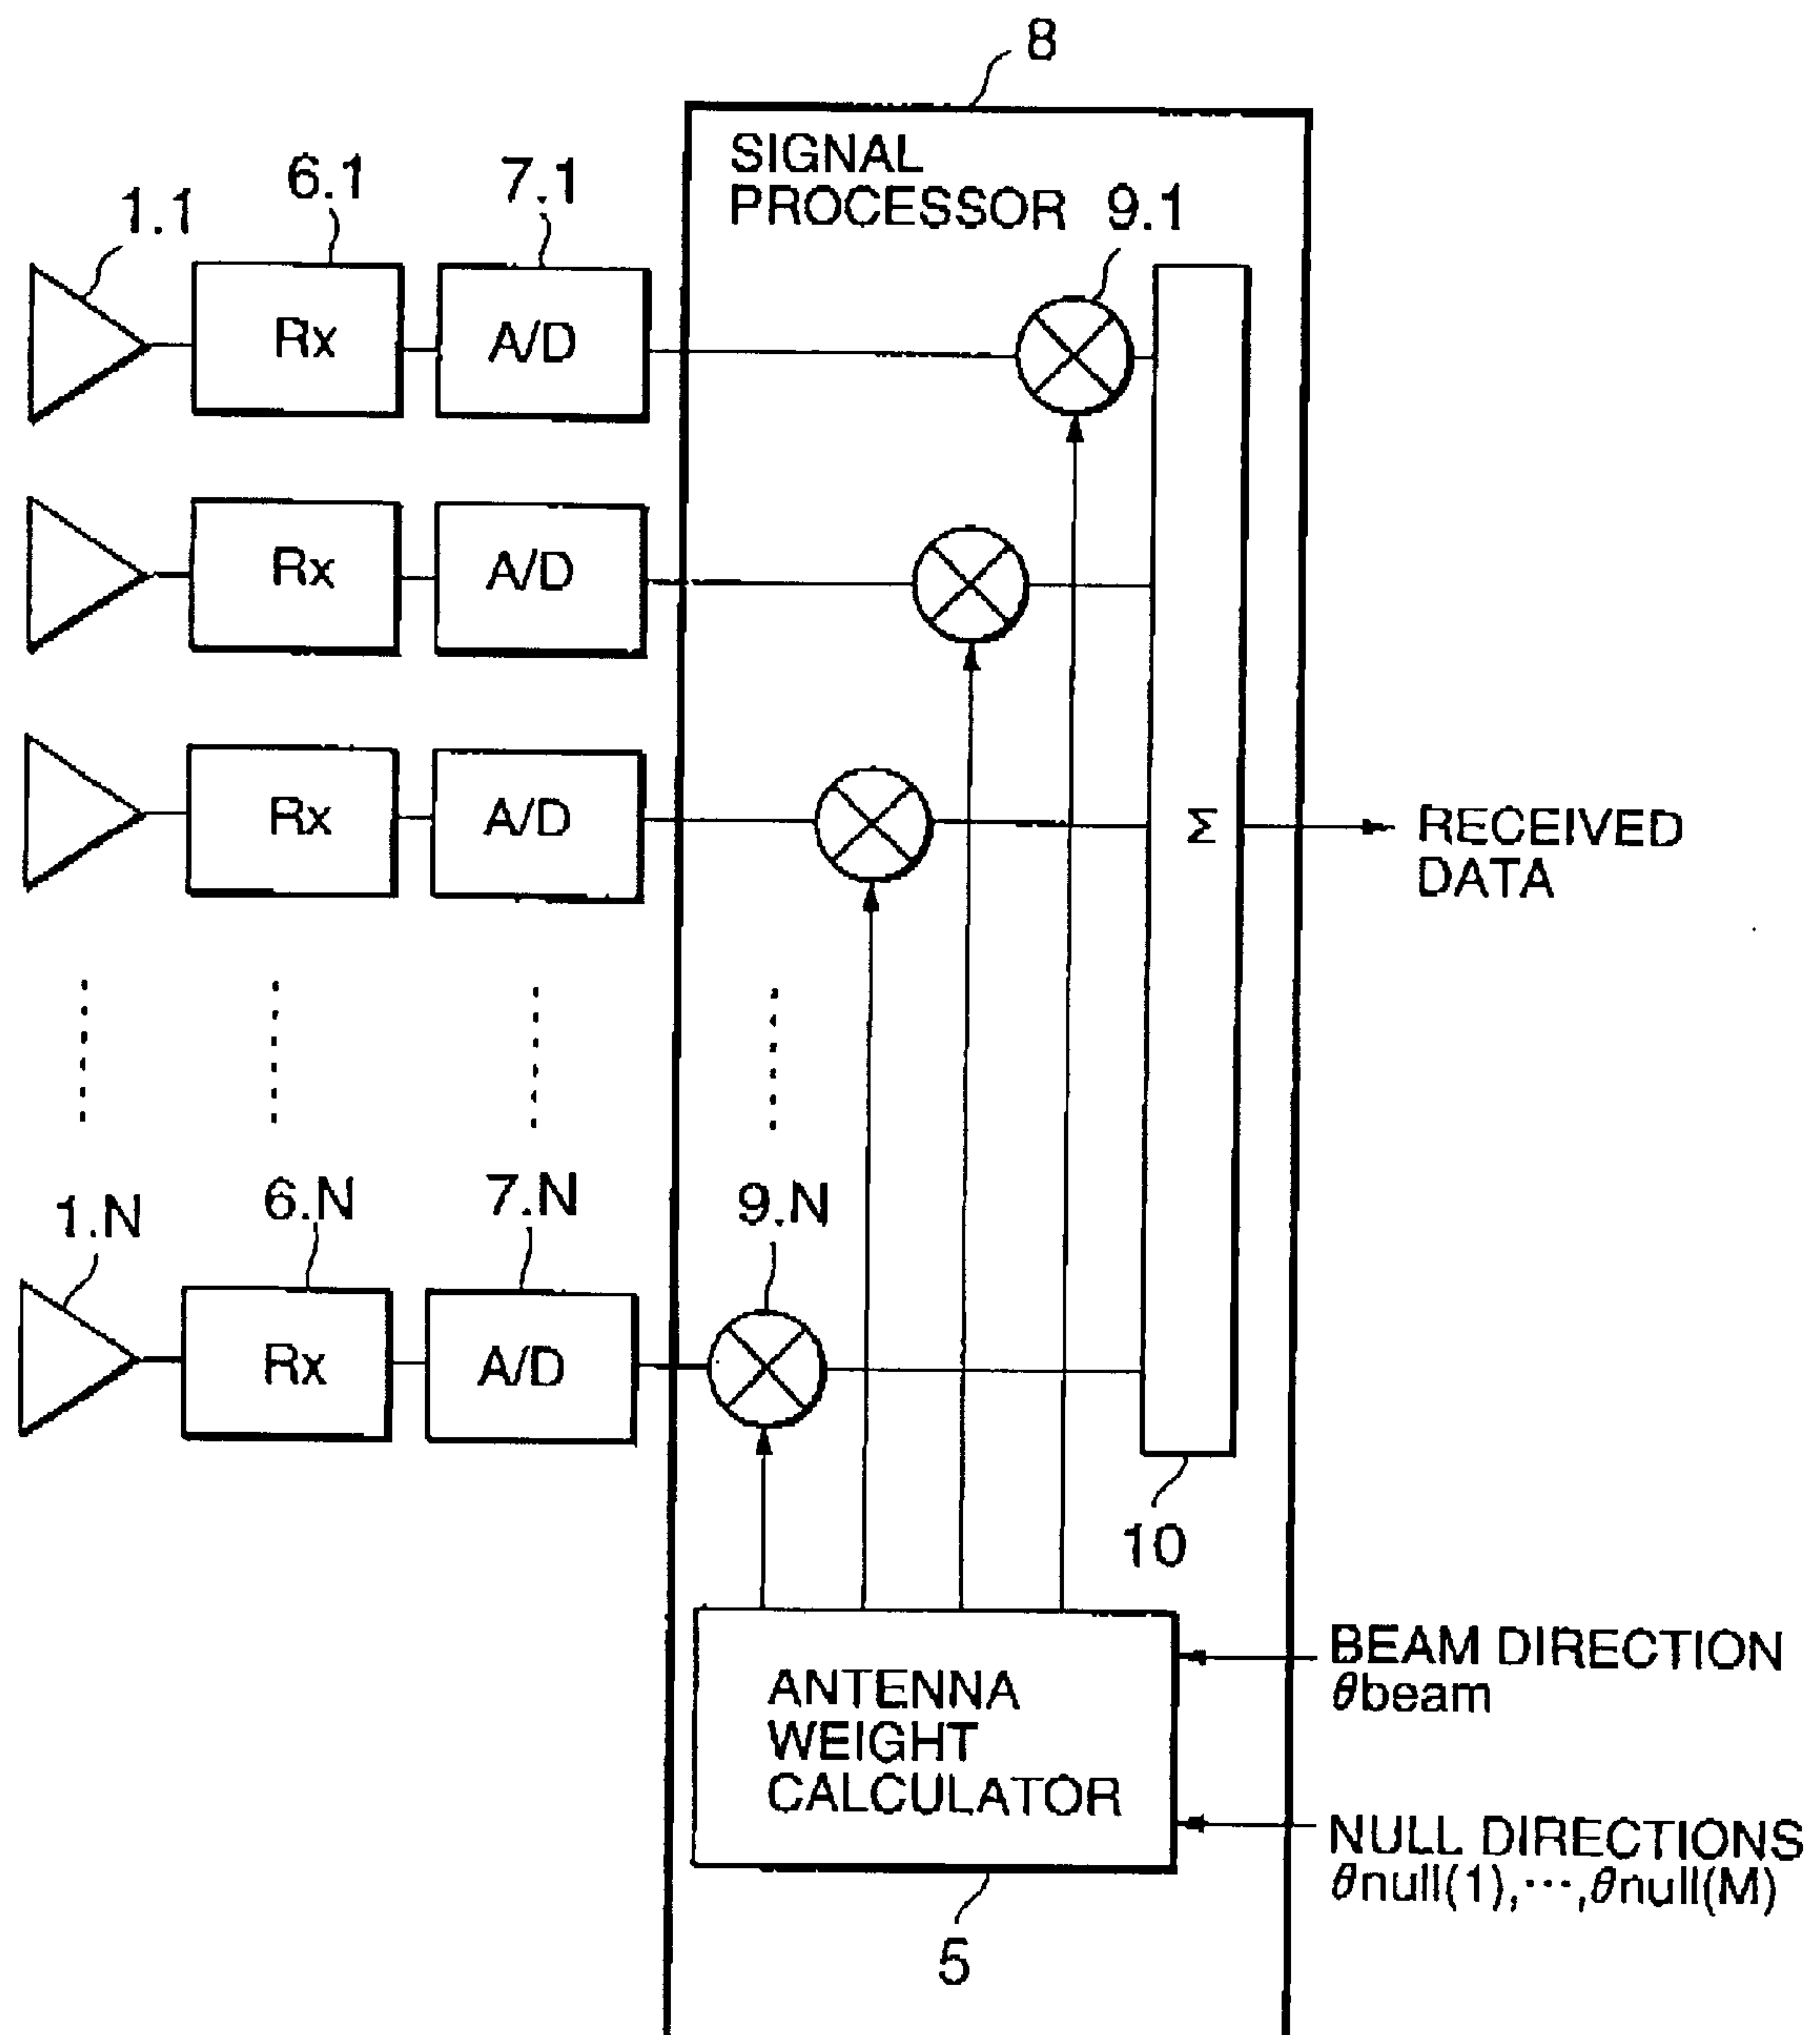 8
SIGNAL
PROCESSOR
9.1
1.1
6.1
7.1
Rx
A/D
Rx
A/D
Rx
A/D
Σ
RECEIVED
DATA
1.N
6.N
7.N
9.N
Rx
A/D
10
ANTENNA
WEIGHT
CALCULATOR
BEAM DIRECTION
θbeam
NULL DIRECTIONS
θnull(1),···,θnull(M)
5